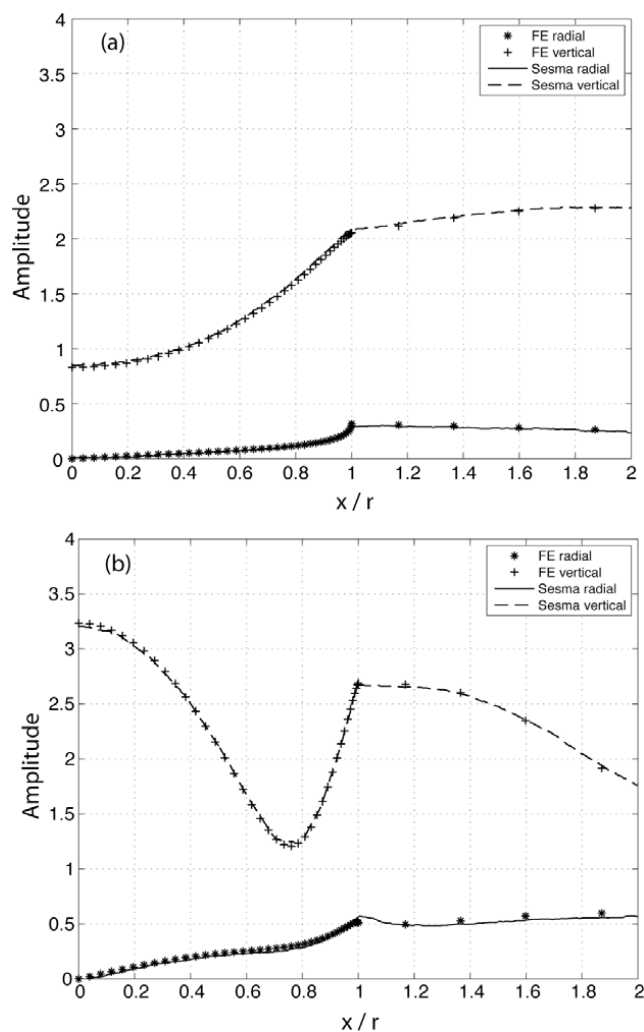 (a)
FE radial
FE vertical
Sesma radial
Sesma vertical
4
3.5
3
2.5
2
1.5
1
0.5
0
Amplitude
0 0.2 0.4 0.6 0.8 1 1.2 1.4 1.6 1.8 2
x / r
(b)
FE radial
FE vertical
Sesma radial
Sesma vertical
4
3.5
3
2.5
2
1.5
1
0.5
0
Amplitude
0 0.2 0.4 0.6 0.8 1 1.2 1.4 1.6 1.8 2
x / r